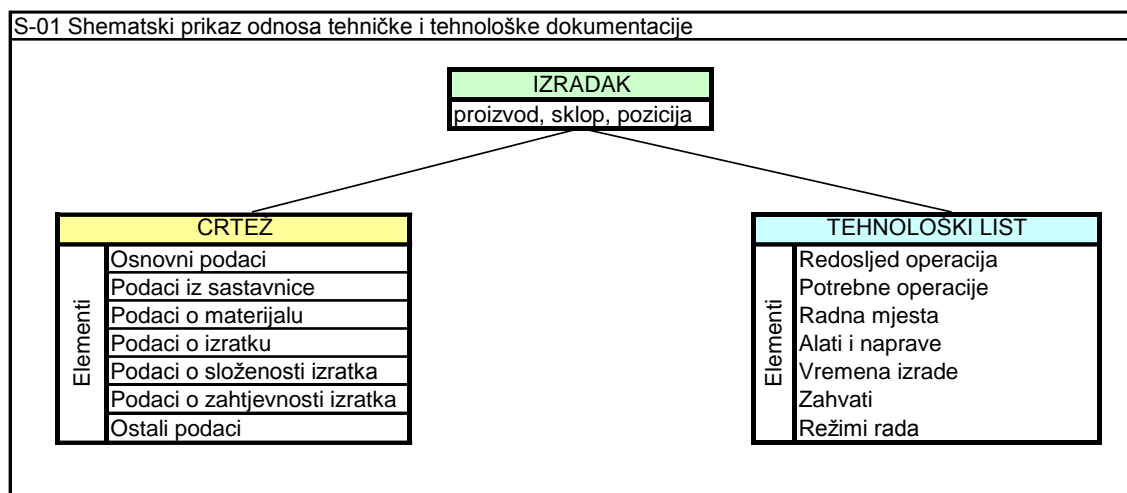 S-01 Shematski prikaz odnosa tehničke i tehnološke dokumentacije
IZRADAK
proizvod, sklop, pozicija
CRTEŽ
Elementi
Osnovni podaci
Podaci iz sastavnice
Podaci o materijalu
Podaci o izratku
Podaci o složenosti izratka
Podaci o zahtjevnosti izratka
Ostali podaci
TEHNOLOŠKI LIST
Elementi
Redosljed operacija
Potrebne operacije
Radna mjesta
Alati i naprave
Vremena izrade
Zahvati
Režimi rada